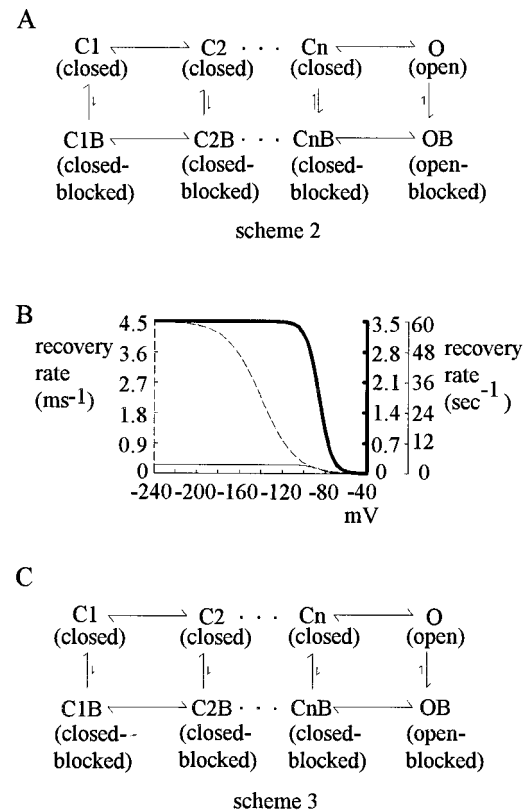 A
C1 C2 · · · Cn O
(closed) (closed) (closed) (open)
C1B C2B · · · CnB OB
(closed- (closed- (closed- (open-
blocked) blocked) blocked) blocked)
scheme 2
B
4.5 3.5 60
recovery 3.6 2.8 48 recovery
rate 2.7 2.1 36 rate
(ms-1) 1.8 1.4 24 (sec-1)
0.9 0.7 12
0 0 0
-240 -200 -160 -120 -80 -40
mV
C
C1 C2 · · · Cn O
(closed) (closed) (closed) (open)
C1B C2B · · · CnB OB
(closed- (closed- (closed- (open-
blocked) blocked) blocked) blocked)
scheme 3